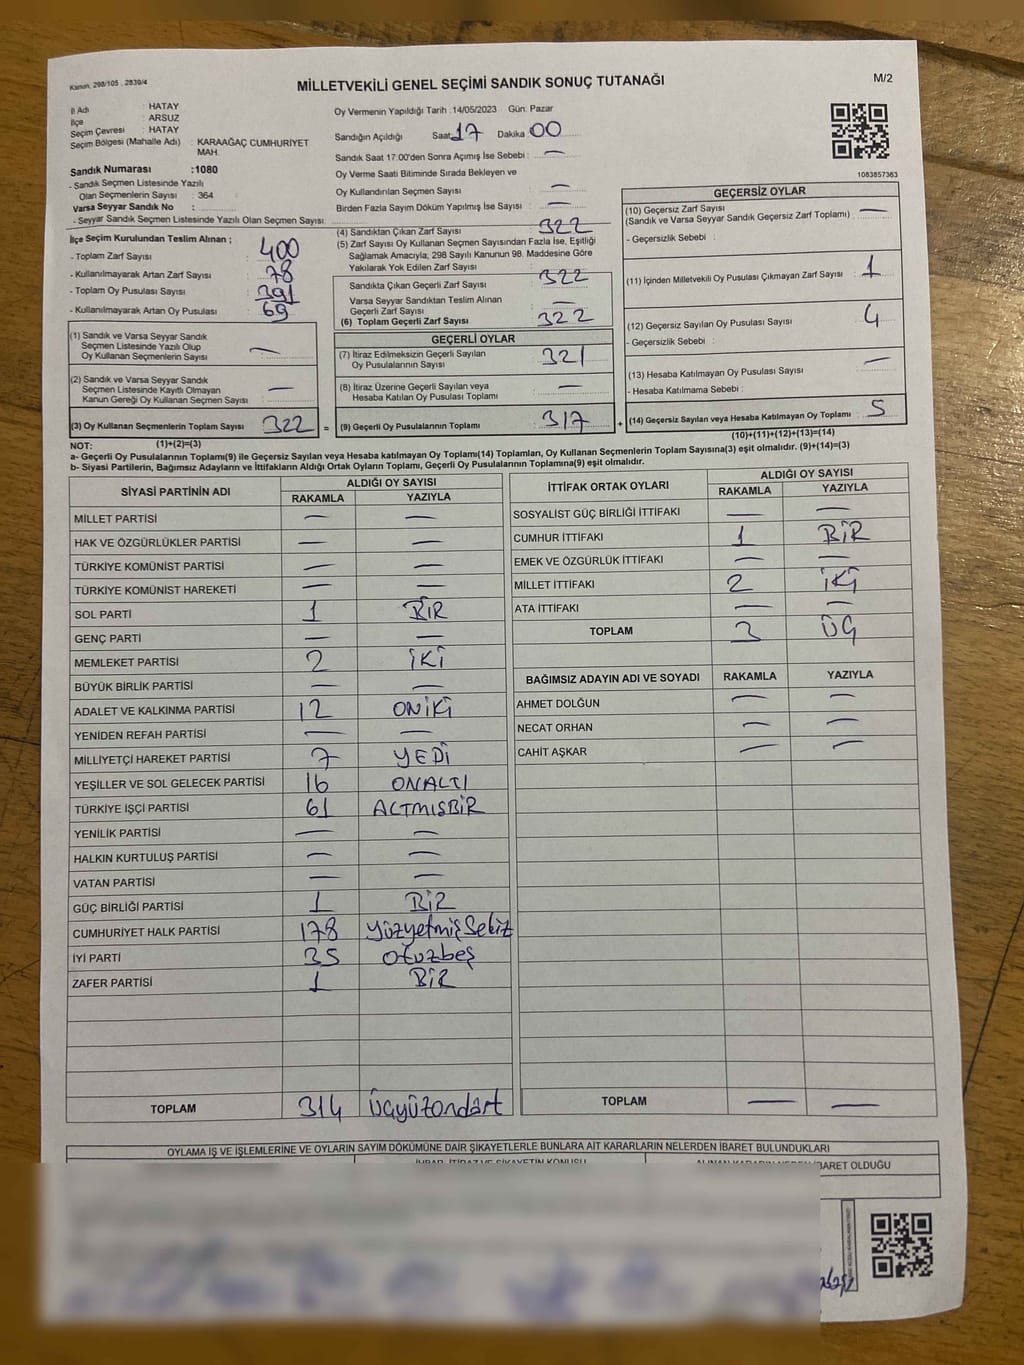 Kanun, 298/105 , 2839/4
MİLLETVEKİLİ GENEL SEÇİMİ SANDIK SONUÇ TUTANAĞI
M/2
İl Adı : HATAY
İlçe : ARSUZ
Seçim Çevresi : HATAY
Seçim Bölgesi (Mahalle Adı) : KARAAĞAÇ CUMHURİYET MAH.
Sandık Numarası :1080
- Sandık Seçmen Listesinde Yazılı
Olan Seçmenlerin Sayısı : 364
Varsa Seyyar Sandık No :
- Seyyar Sandık Seçmen Listesinde Yazılı Olan Seçmen Sayısı.
Oy Vermenin Yapıldığı Tarih :14/05/2023 Gün: Pazar
Sandığın Açıldığı Saat 17 Dakika 00
Sandık Saat 17:00'den Sonra Açımış İse Sebebi : —
Oy Verme Saati Bitiminde Sırada Bekleyen ve
Oy Kullandırılan Seçmen Sayısı : —
Birden Fazla Sayım Döküm Yapılmış İse Sayısı : —
1083857363
İlçe Seçim Kurulundan Teslim Alınan ;
- Toplam Zarf Sayısı : 400
- Kullanılmayarak Artan Zarf Sayısı : 78
- Toplam Oy Pusulası Sayısı : 391
- Kullanılmayarak Artan Oy Pusulası : 69
(1) Sandık ve Varsa Seyyar Sandık
Seçmen Listesinde Yazılı Olup
Oy Kullanan Seçmenlerin Sayısı : —
(2) Sandık ve Varsa Seyyar Sandık
Seçmen Listesinde Kayıtlı Olmayan
Kanun Gereği Oy Kullanan Seçmen Sayısı : —
(3) Oy Kullanan Seçmenlerin Toplam Sayısı : 322 =
(4) Sandıktan Çıkan Zarf Sayısı : 322
(5) Zarf Sayısı Oy Kullanan Seçmen Sayısından Fazla İse, Eşitliği
Sağlamak Amacıyla; 298 Sayılı Kanunun 98. Maddesine Göre
Yakılarak Yok Edilen Zarf Sayısı :
Sandıkta Çıkan Geçerli Zarf Sayısı : 322
Varsa Seyyar Sandıktan Teslim Alınan
Geçerli Zarf Sayısı : —
(6) Toplam Geçerli Zarf Sayısı : 322
GEÇERLİ OYLAR
(7) İtiraz Edilmeksizin Geçerli Sayılan
Oy Pusulalarının Sayısı : 321
(8) İtiraz Üzerine Geçerli Sayılan veya
Hesaba Katılan Oy Pusulası Toplamı : —
(9) Geçerli Oy Pusulalarının Toplamı : 317 +
GEÇERSİZ OYLAR
(10) Geçersiz Zarf Sayısı : —
(Sandık ve Varsa Seyyar Sandık Geçersiz Zarf Toplamı)
- Geçersizlik Sebebi :
(11) İçinden Milletvekili Oy Pusulası Çıkmayan Zarf Sayısı : 1
(12) Geçersiz Sayılan Oy Pusulası Sayısı : 4
- Geçersizlik Sebebi :
(13) Hesaba Katılmayan Oy Pusulası Sayısı : —
- Hesaba Katılmama Sebebi :
(14) Geçersiz Sayılan veya Hesaba Katılmayan Oy Toplamı : 5
NOT: (1)+(2)=(3) (10)+(11)+(12)+(13)=(14)
a- Geçerli Oy Pusulalarının Toplamı(9) ile Geçersiz Sayılan veya Hesaba katılmayan Oy Toplamı(14) Toplamları, Oy Kullanan Seçmenlerin Toplam Sayısına(3) eşit olmalıdır. (9)+(14)=(3)
b- Siyasi Partilerin, Bağımsız Adayların ve İttifakların Aldığı Ortak Oyların Toplamı, Geçerli Oy Pusulalarının Toplamına(9) eşit olmalıdır.
SİYASİ PARTİNİN ADI ALDIĞI OY SAYISI
RAKAMLA YAZIYLA
MİLLET PARTİSİ — —
HAK VE ÖZGÜRLÜKLER PARTİSİ — —
TÜRKİYE KOMÜNİST PARTİSİ — —
TÜRKİYE KOMÜNİST HAREKETİ — —
SOL PARTİ 1 BİR
GENÇ PARTİ — —
MEMLEKET PARTİSİ 2 İKİ
BÜYÜK BİRLİK PARTİSİ — —
ADALET VE KALKINMA PARTİSİ 12 ONİKİ
YENİDEN REFAH PARTİSİ — —
MİLLİYETÇİ HAREKET PARTİSİ 7 YEDİ
YEŞİLLER VE SOL GELECEK PARTİSİ 16 ONALTI
TÜRKİYE İŞÇİ PARTİSİ 61 ALTMIŞBİR
YENİLİK PARTİSİ — —
HALKIN KURTULUŞ PARTİSİ — —
VATAN PARTİSİ — —
GÜÇ BİRLİĞİ PARTİSİ 1 BİR
CUMHURİYET HALK PARTİSİ 178 yüzyetmişSekiz
İYİ PARTİ 35 otuzbeş
ZAFER PARTİSİ 1 BİR
TOPLAM 314 üçyüzondört
İTTİFAK ORTAK OYLARI ALDIĞI OY SAYISI
RAKAMLA YAZIYLA
SOSYALİST GÜÇ BİRLİĞİ İTTİFAKI — —
CUMHUR İTTİFAKI 1 BİR
EMEK VE ÖZGÜRLÜK İTTİFAKI — —
MİLLET İTTİFAKI 2 İKİ
ATA İTTİFAKI — —
TOPLAM 3 ÜÇ
BAĞIMSIZ ADAYIN ADI VE SOYADI RAKAMLA YAZIYLA
AHMET DOLĞUN — —
NECAT ORHAN — —
CAHİT AŞKAR — —
TOPLAM — —
OYLAMA İŞ VE İŞLEMLERİNE VE OYLARIN SAYIM DÖKÜMÜNE DAİR ŞİKAYETLERLE BUNLARA AİT KARARLARIN NELERDEN İBARET BULUNDUKLARI
İHBAR, İTİRAZ VE ŞİKAYETİN KONUSU İBARET OLDUĞU